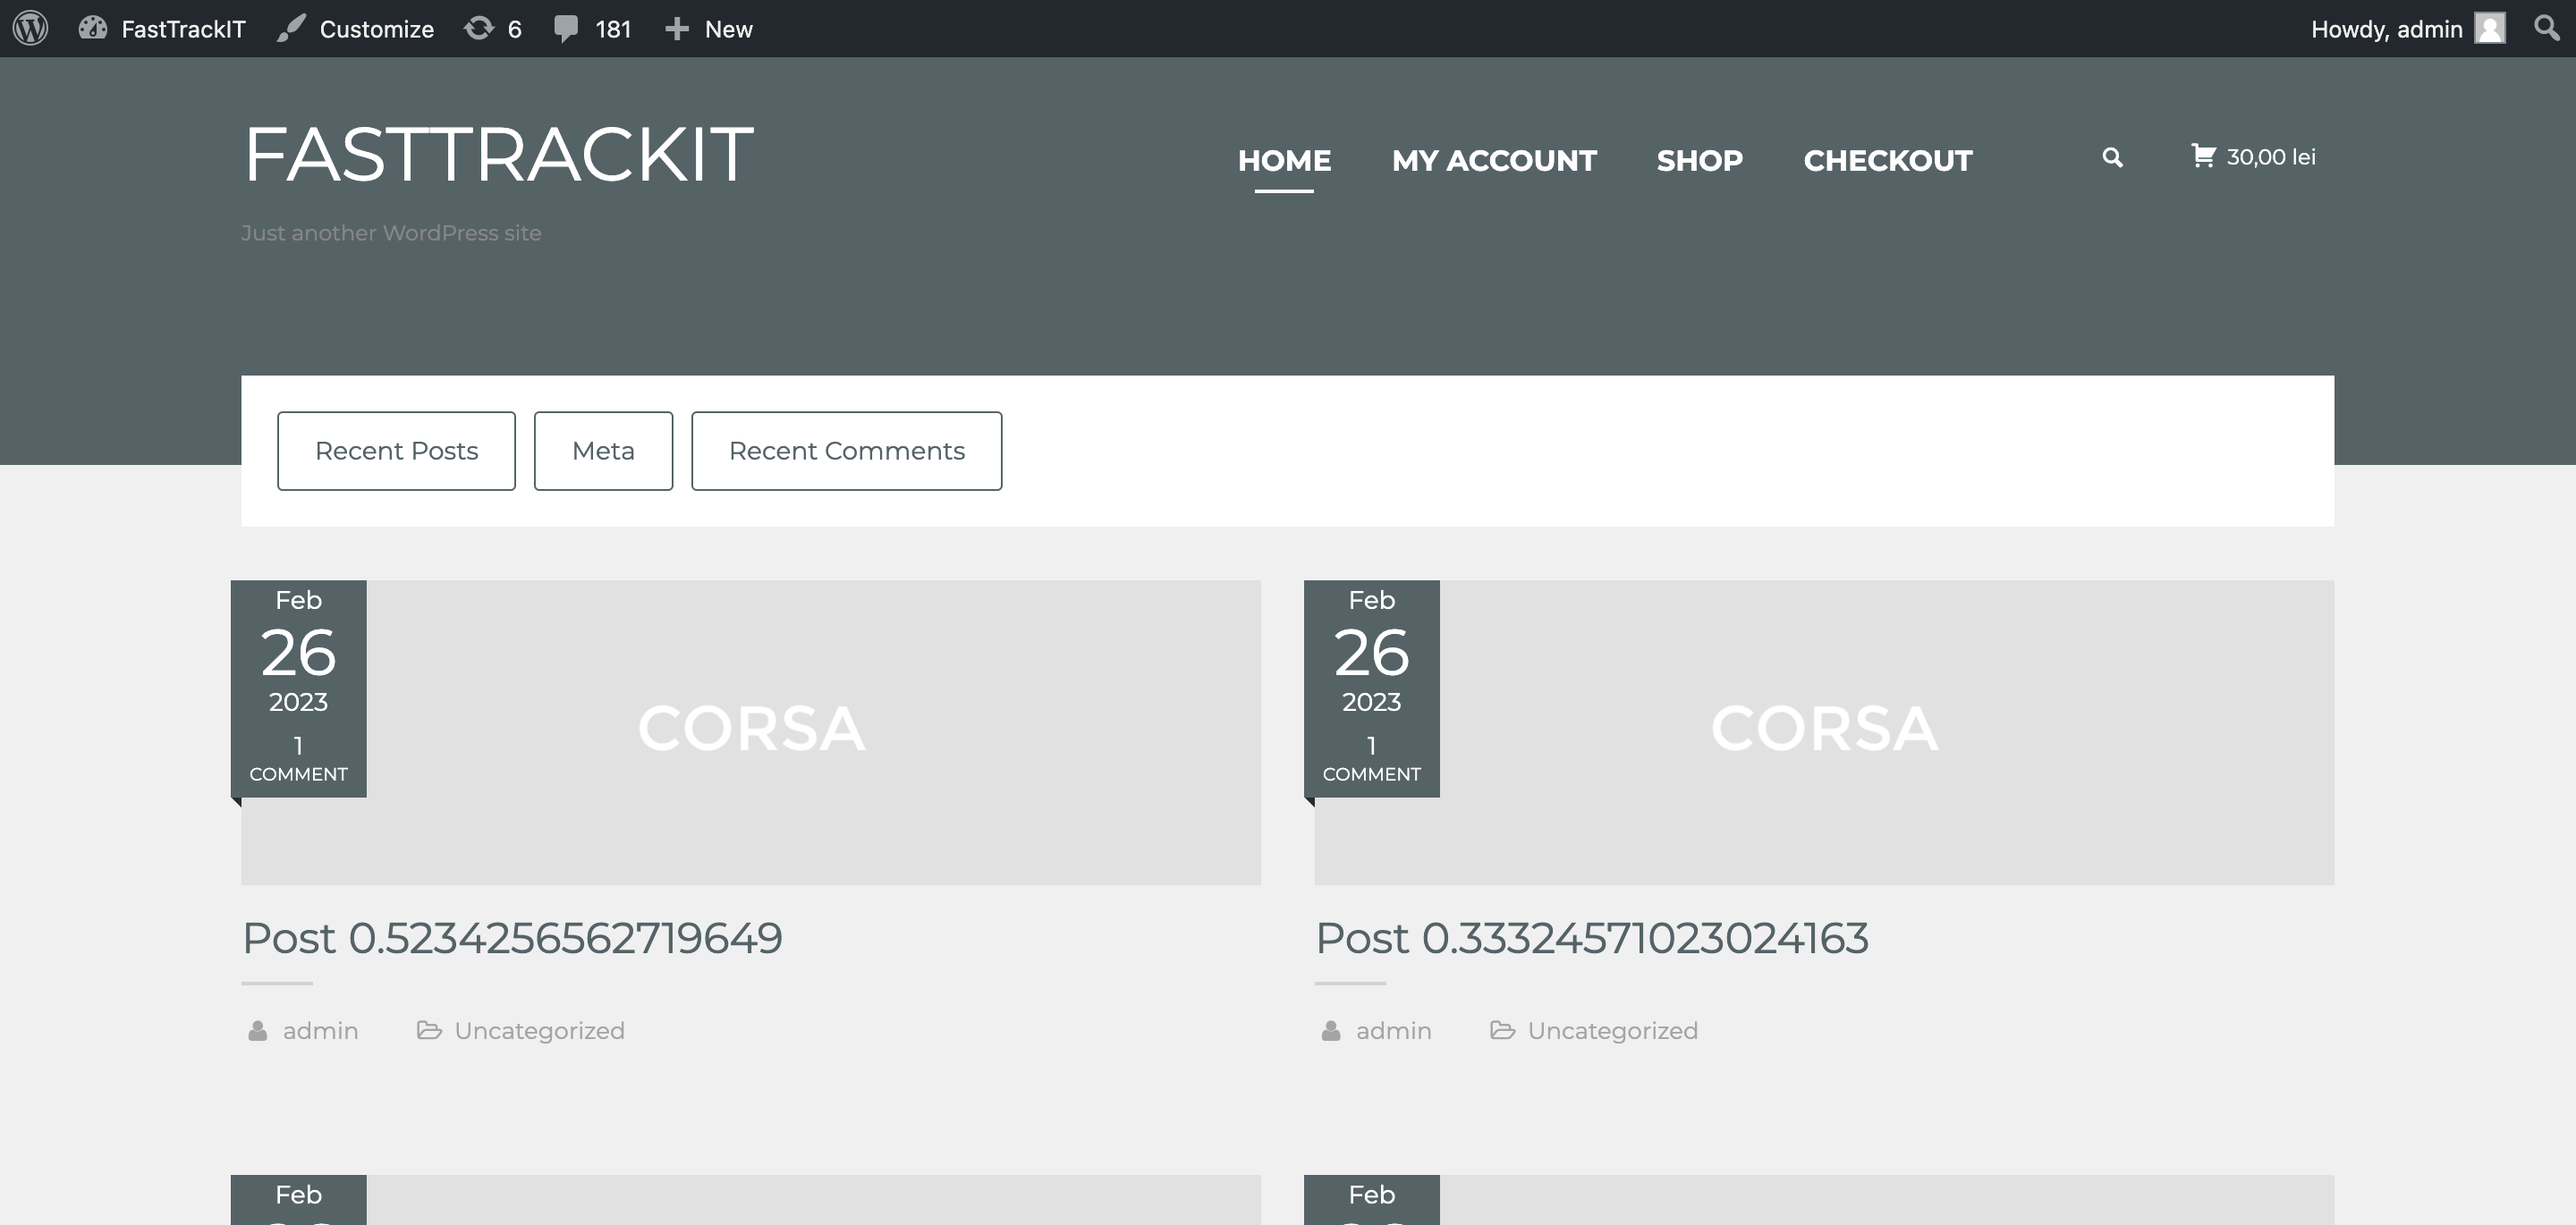 FastTrackIT Customize 6 181 New Howdy, admin
FASTTRACKIT
HOME MY ACCOUNT SHOP CHECKOUT 30,00 lei
Just another WordPress site
Recent Posts Meta Recent Comments
Feb
26
2023
1
COMMENT
CORSA
Post 0.5234256562719649
admin Uncategorized
Feb
26
2023
1
COMMENT
CORSA
Post 0.33324571023024163
admin Uncategorized
Feb
Feb